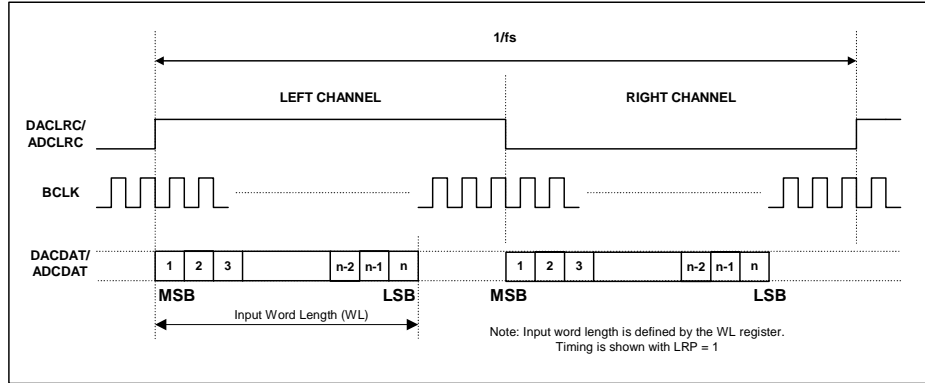 1/fs
LEFT CHANNEL RIGHT CHANNEL
DACLRC/
ADCLRC
BCLK
DACDAT/
ADCDAT
1 2 3 n-2 n-1 n 1 2 3 n-2 n-1 n
MSB LSB MSB LSB
Input Word Length (WL)
Note: Input word length is defined by the WL register.
Timing is shown with LRP = 1